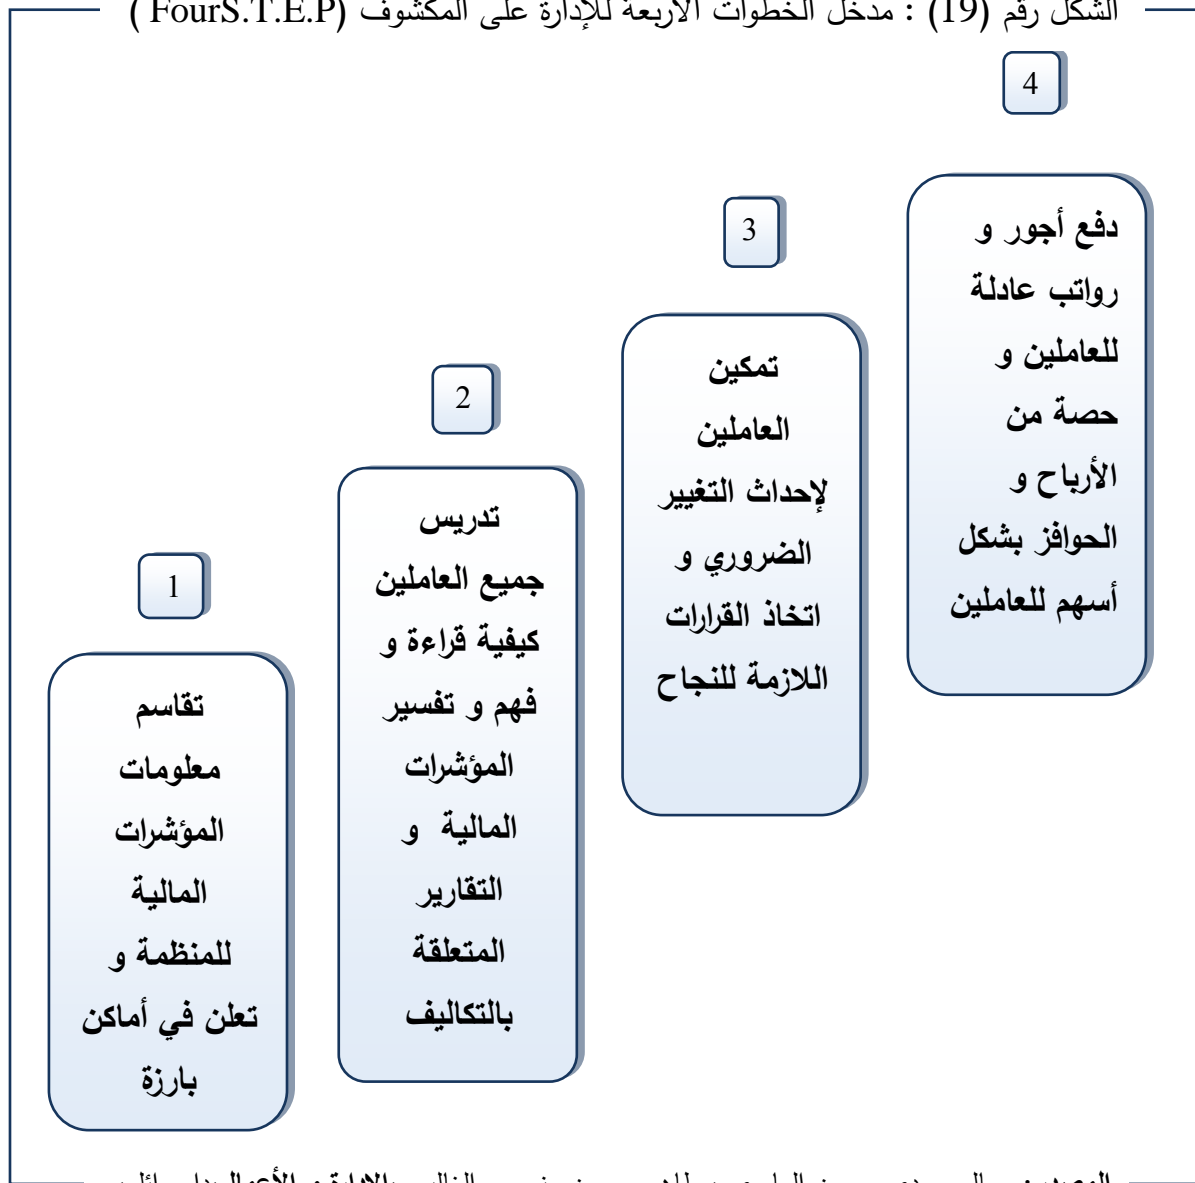 الشكل رقم (19) : مدخل الخطوات الأربعة للإدارة على المكشوف (FourS.T.E.P )
4
دفع أجور و
رواتب عادلة
للعاملين و
حصة من
الأرباح و
الحوافز بشكل
أسهم للعاملين
3
تمكين
العاملين
لإحداث التغيير
الضروري و
اتخاذ القرارات
اللازمة للنجاح
2
تدريس
جميع العاملين
كيفية قراءة و
فهم و تفسير
المؤشرات
المالية و
التقارير
المتعلقة
بالتكاليف
1
تقاسم
معلومات
المؤشرات
المالية
للمنظمة و
تعلن في أماكن
بارزة